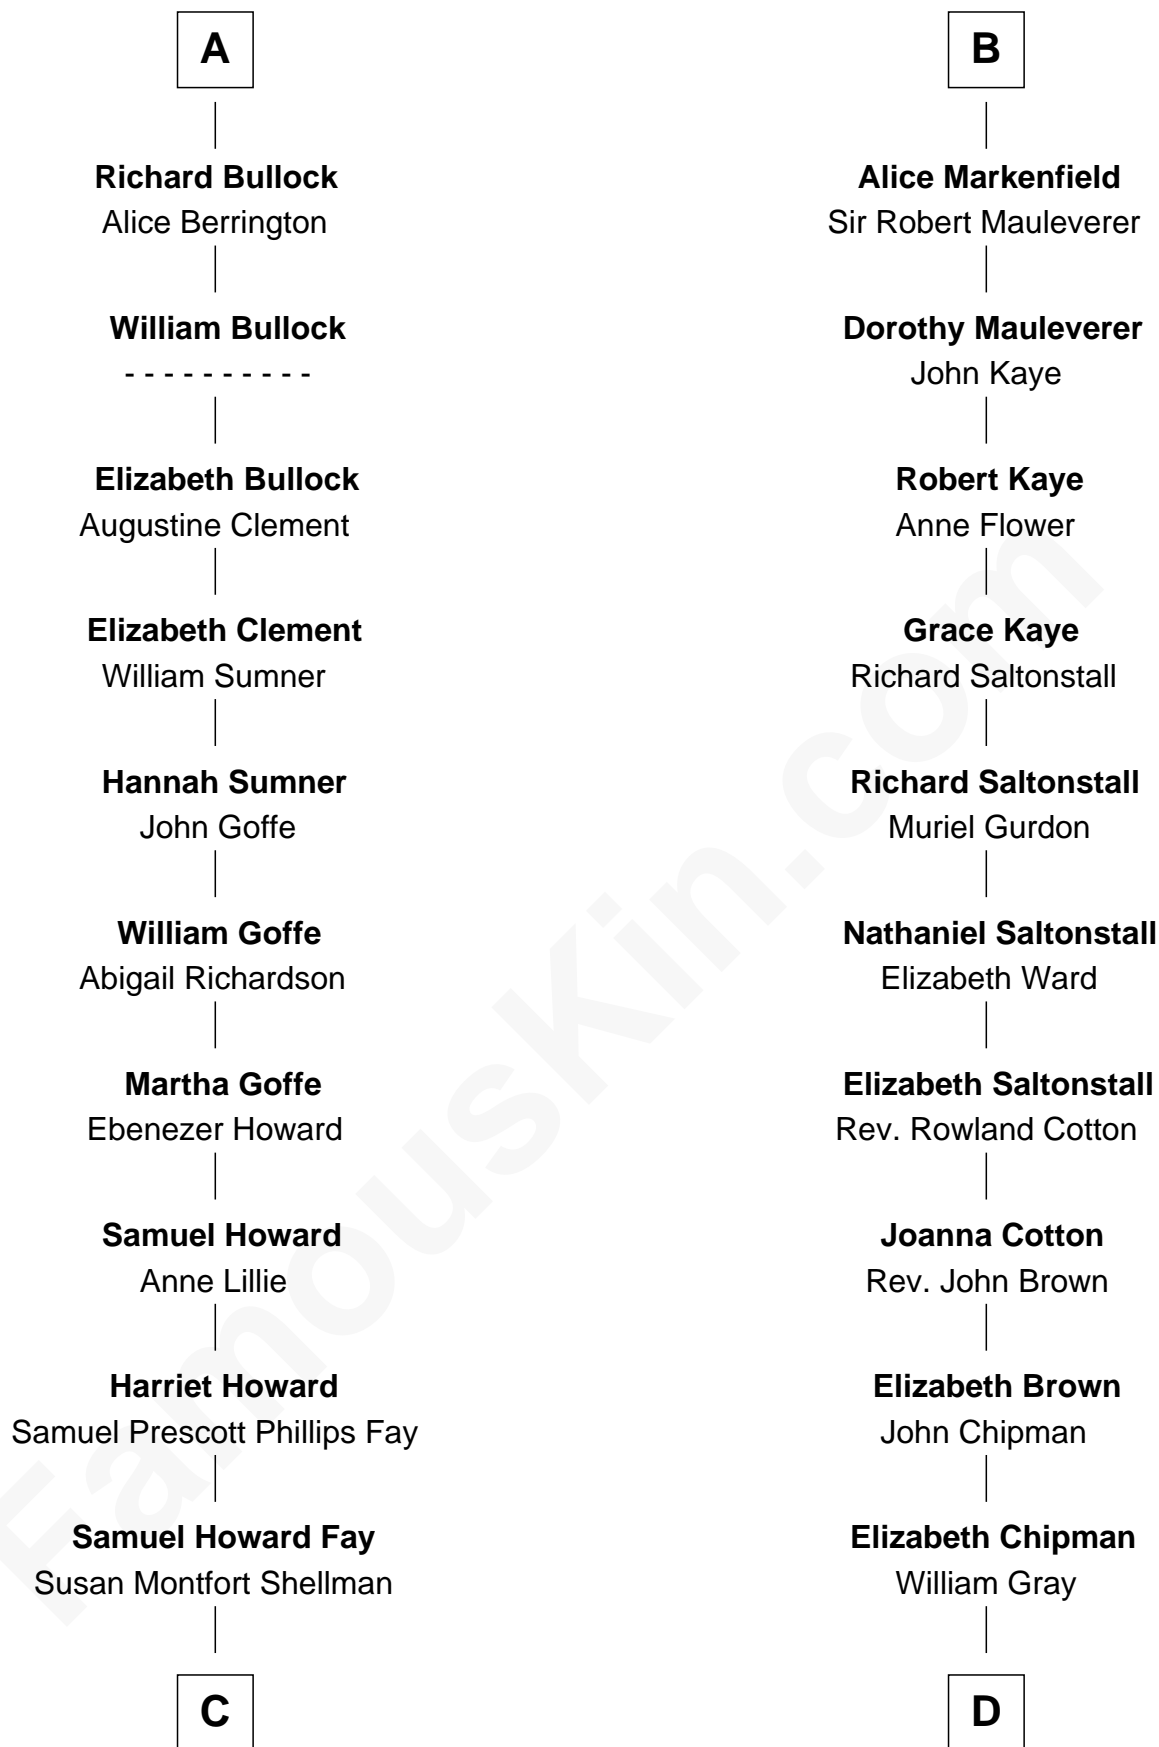 A
Richard Bullock
Alice Berrington
William Bullock
- - - - - - - - - -
Elizabeth Bullock
Augustine Clement
Elizabeth Clement
William Sumner
Hannah Sumner
John Goffe
William Goffe
Abigail Richardson
Martha Goffe
Ebenezer Howard
Samuel Howard
Anne Lillie
Harriet Howard
Samuel Prescott Phillips Fay
Samuel Howard Fay
Susan Montfort Shellman
C
B
Alice Markenfield
Sir Robert Mauleverer
Dorothy Mauleverer
John Kaye
Robert Kaye
Anne Flower
Grace Kaye
Richard Saltonstall
Richard Saltonstall
Muriel Gurdon
Nathaniel Saltonstall
Elizabeth Ward
Elizabeth Saltonstall
Rev. Rowland Cotton
Joanna Cotton
Rev. John Brown
Elizabeth Brown
John Chipman
Elizabeth Chipman
William Gray
D
FamousKin.com